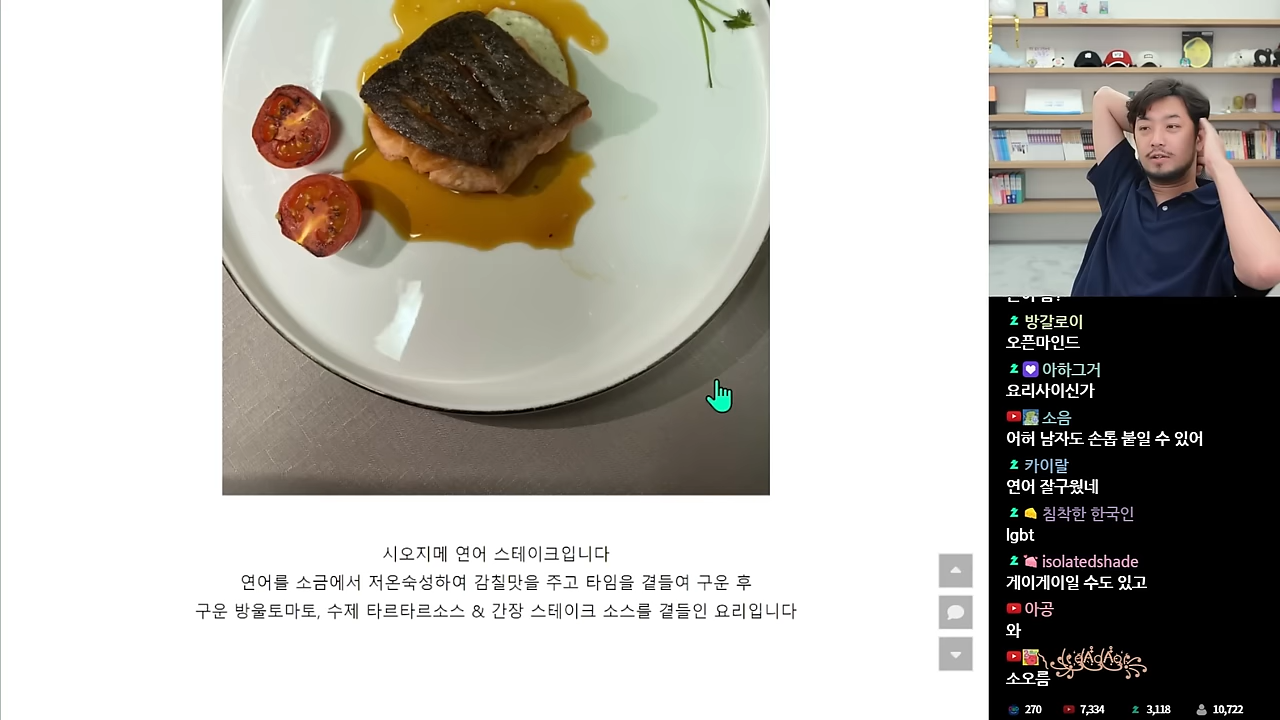 시오지메 연어 스테이크입니다
연어를 소금에서 저온숙성하여 감칠맛을 주고 타임을 곁들여 구운 후
구운 방울토마토, 수제 타르타르소스 & 간장 스테이크 소스를 곁들인 요리입니다
방갈로이
오픈마인드
아하그거
요리사이신가
소음
어허 남자도 손톱 붙일 수 있어
카이랄
연어 잘구웠네
침착한 한국인
lgbt
isolatedshade
게이게이일 수도 있고
아공
와
소오름
270 7,334 3,118 10,722